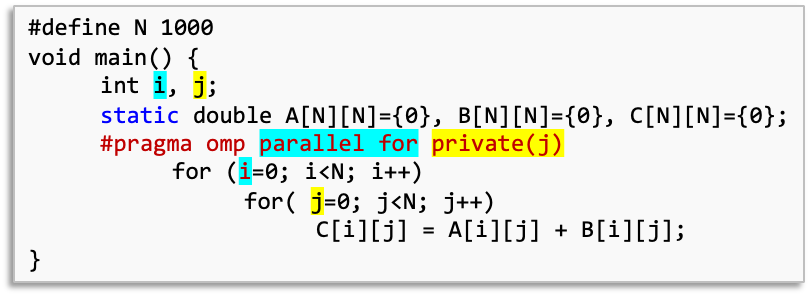 #define N 1000
void main() {
int i, j;
static double A[N][N]={0}, B[N][N]={0}, C[N][N]={0};
#pragma omp parallel for private(j)
for (i=0; i<N; i++)
for( j=0; j<N; j++)
C[i][j] = A[i][j] + B[i][j];
}